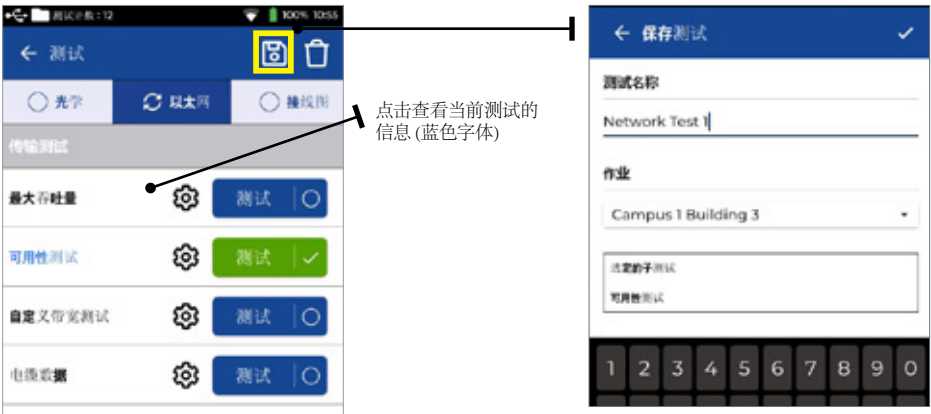 测试计数：12
100% 10:55
测试
光学
以太网
接线图
传输测试
最大吞吐量
测试
可用性测试
测试
自定义带宽测试
测试
电缆数据
测试
点击查看当前测试的
信息 (蓝色字体)
保存测试
测试名称
Network Test 1
作业
Campus 1 Building 3
选定的子测试
可用性测试
1 2 3 4 5 6 7 8 9 0